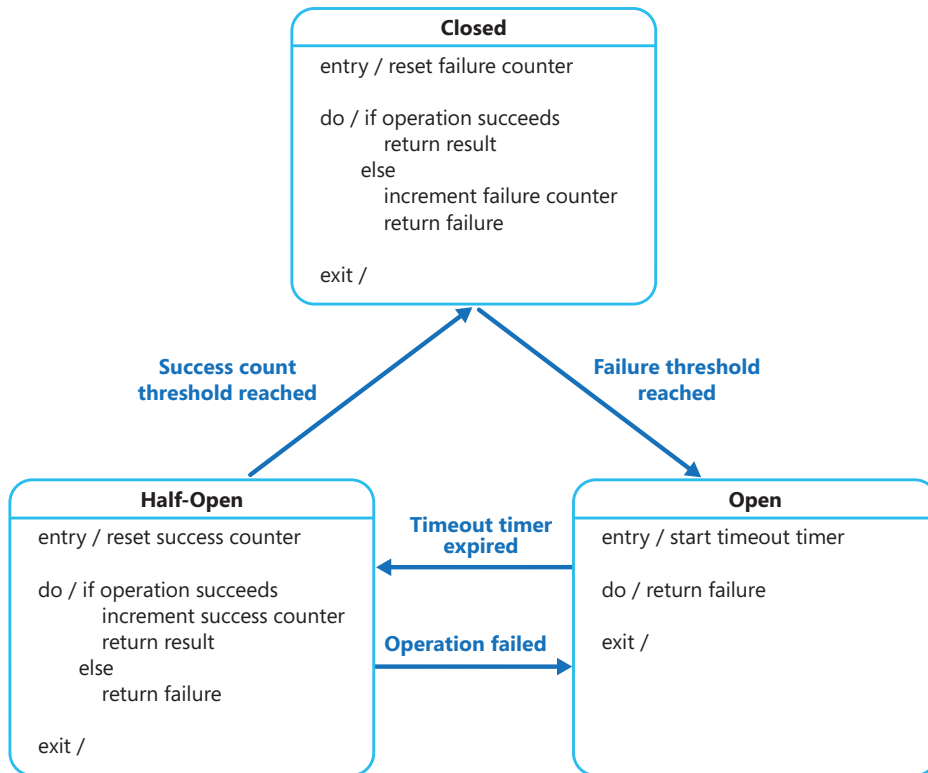 Closed
entry / reset failure counter
do / if operation succeeds
return result
else
increment failure counter
return failure
exit /
Success count
threshold reached
Failure threshold
reached
Half-Open
entry / reset success counter
do / if operation succeeds
increment success counter
return result
else
return failure
exit /
Timeout timer
expired
Operation failed
Open
entry / start timeout timer
do / return failure
exit /